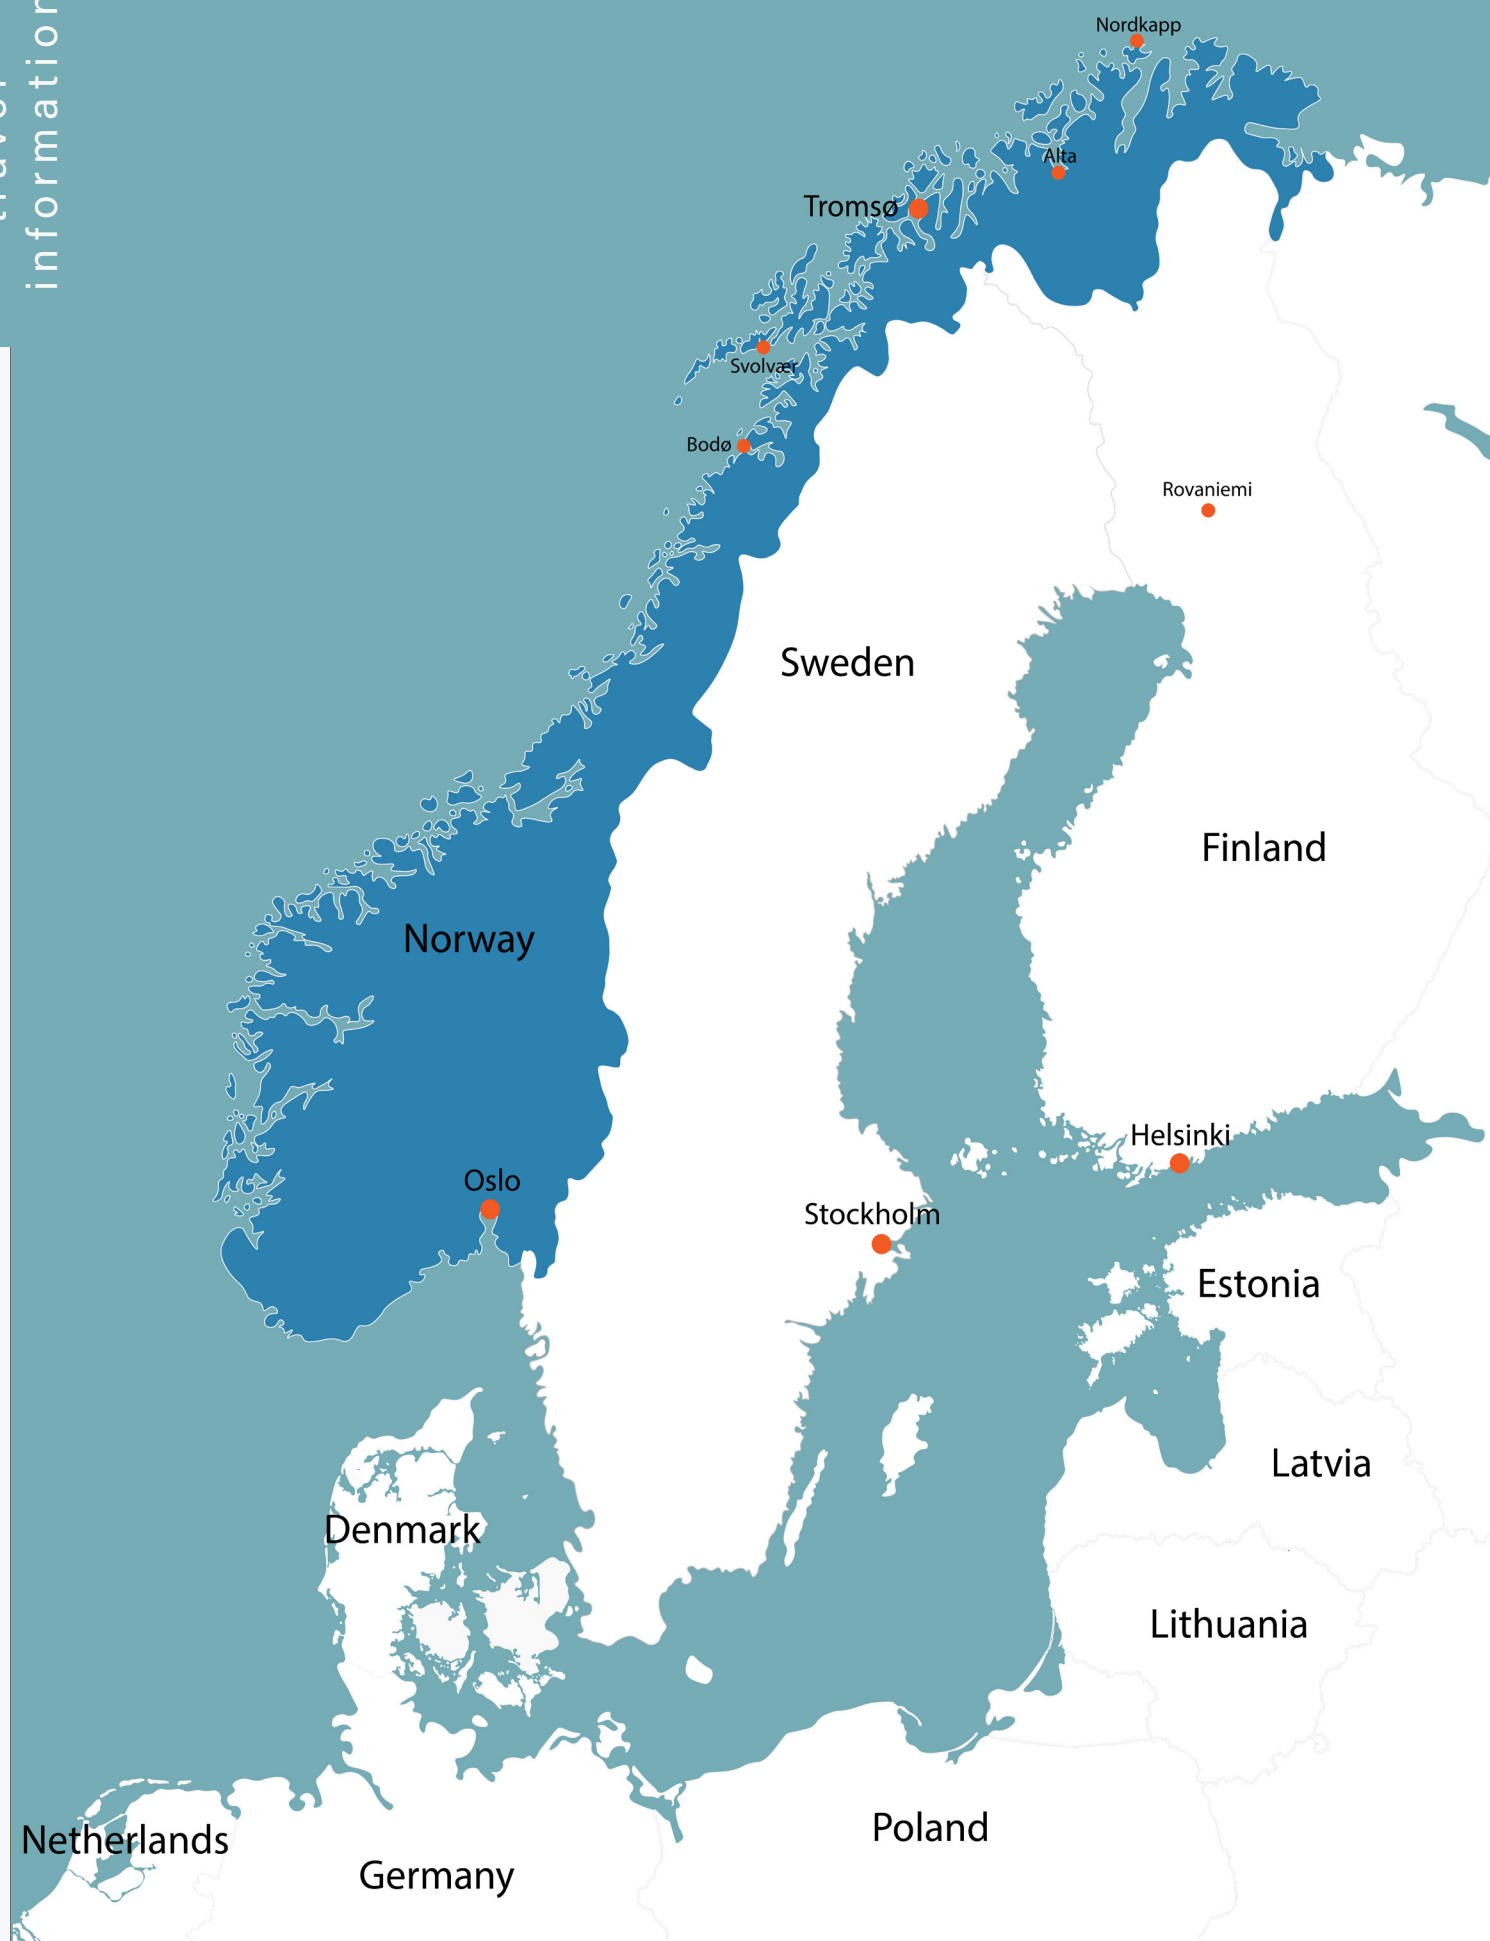 information
Nordkapp
Alta
Tromsø
Svolvær
Bodø
Rovaniemi
Sweden
Finland
Norway
Helsinki
Oslo
Stockholm
Estonia
Latvia
Denmark
Lithuania
Poland
Netherlands
Germany